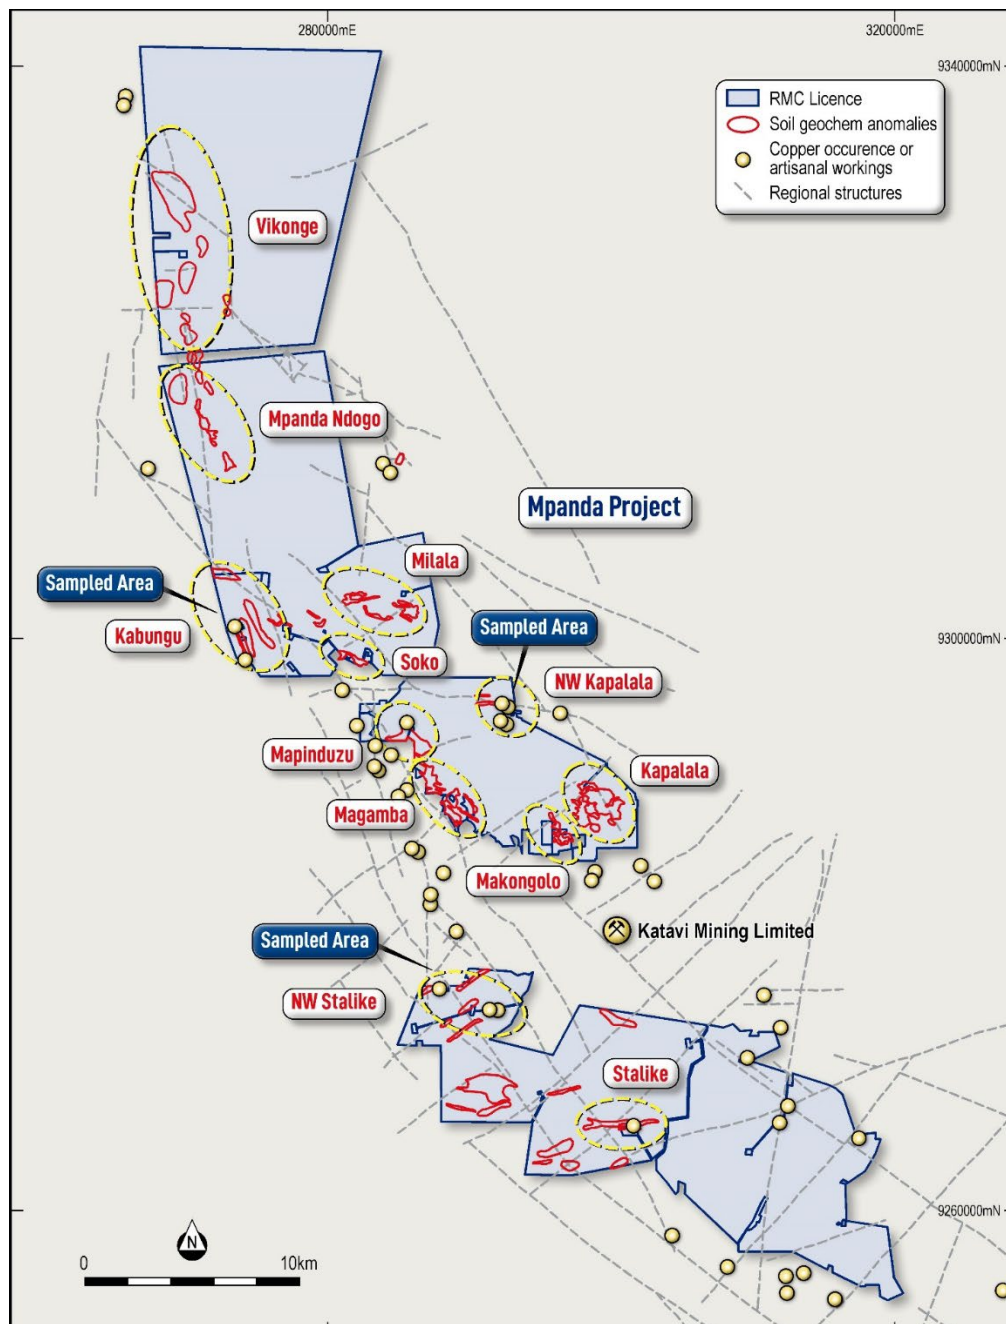 280000mE
320000mE
9340000mN
RMC Licence
Soil geochem anomalies
Copper occurence or
artisanal workings
Regional structures
Vikonge
Mpanda Ndogo
Mpanda Project
Milala
Sampled Area
Sampled Area
Kabungu
9300000mN
Soko
NW Kapalala
Mapinduzu
Kapalala
Magamba
Makongolo
Katavi Mining Limited
Sampled Area
NW Stalike
Stalike
9260000mN
N
0
10km